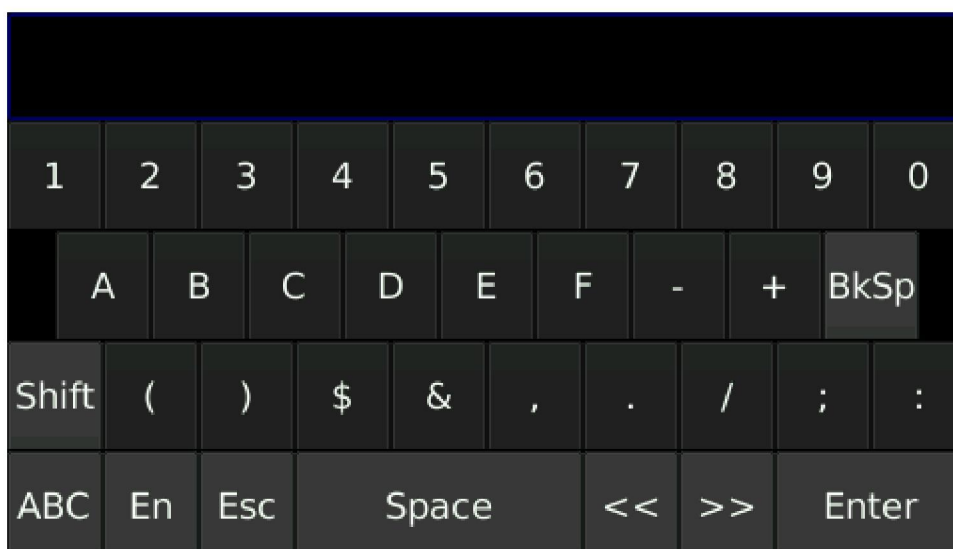 1 2 3 4 5 6 7 8 9 0
A B C D E F - + BkSp
Shift ( ) $ & , . / ; :
ABC En Esc Space << >> Enter